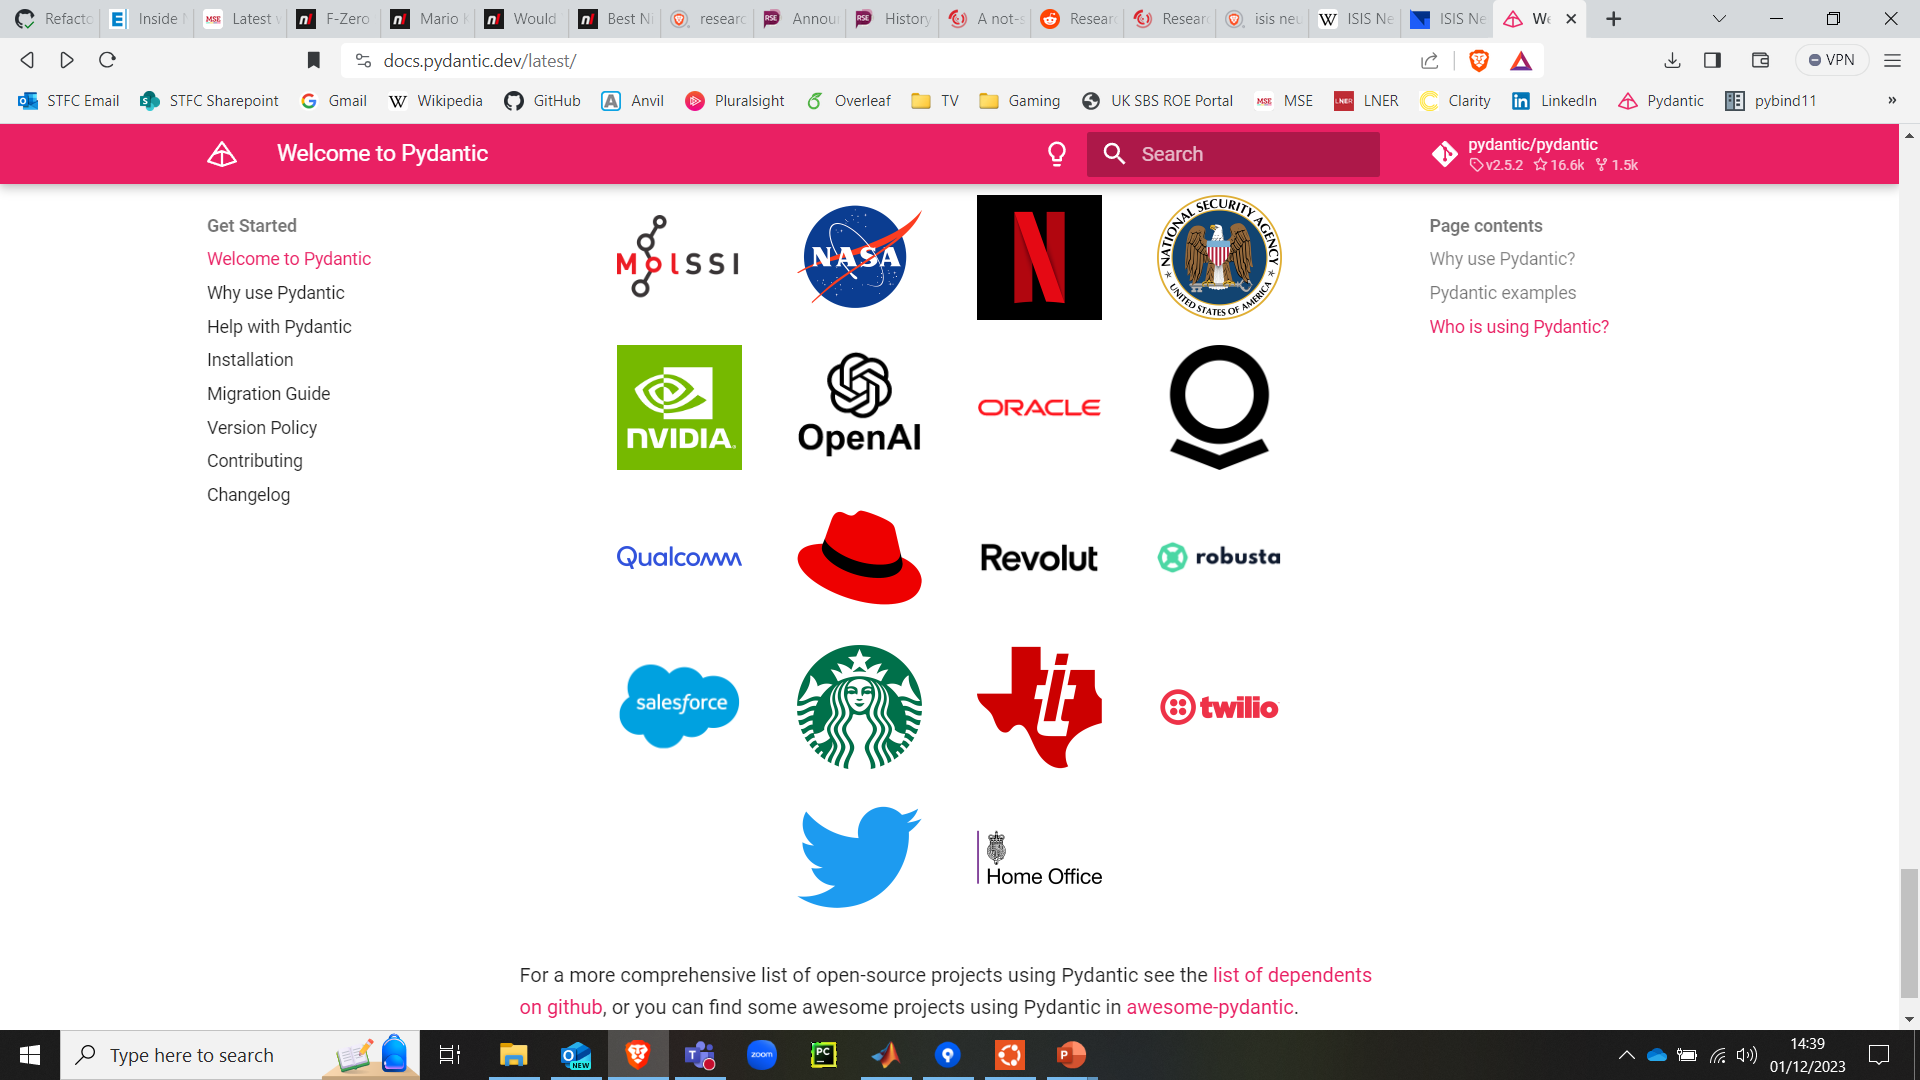 Refacto
Inside N
Latest v
F-Zero
Mario K
Would
Best Ni
researc
Annou
History
A not-s
Resear
Resear
isis neu
ISIS Ne
ISIS Ne
We
docs.pydantic.dev/latest/
VPN
STFC Email
STFC Sharepoint
Gmail
Wikipedia
GitHub
Anvil
Pluralsight
Overleaf
TV
Gaming
UK SBS ROE Portal
MSE
LNER
Clarity
LinkedIn
Pydantic
pybind11
»
Welcome to Pydantic
Search
pydantic/pydantic
v2.5.2 16.6k 1.5k
Get Started
Welcome to Pydantic
Why use Pydantic
Help with Pydantic
Installation
Migration Guide
Version Policy
Contributing
Changelog
MolSSI
NASA
NATIONAL SECURITY AGENCY
UNITED STATES OF AMERICA
NVIDIA
OpenAI
ORACLE
Qualcomm
Revolut
robusta
salesforce
twilio
Home Office
Page contents
Why use Pydantic?
Pydantic examples
Who is using Pydantic?
For a more comprehensive list of open-source projects using Pydantic see the list of dependents
on github, or you can find some awesome projects using Pydantic in awesome-pydantic.
Type here to search
NEW
zoom
PC
14:39
01/12/2023